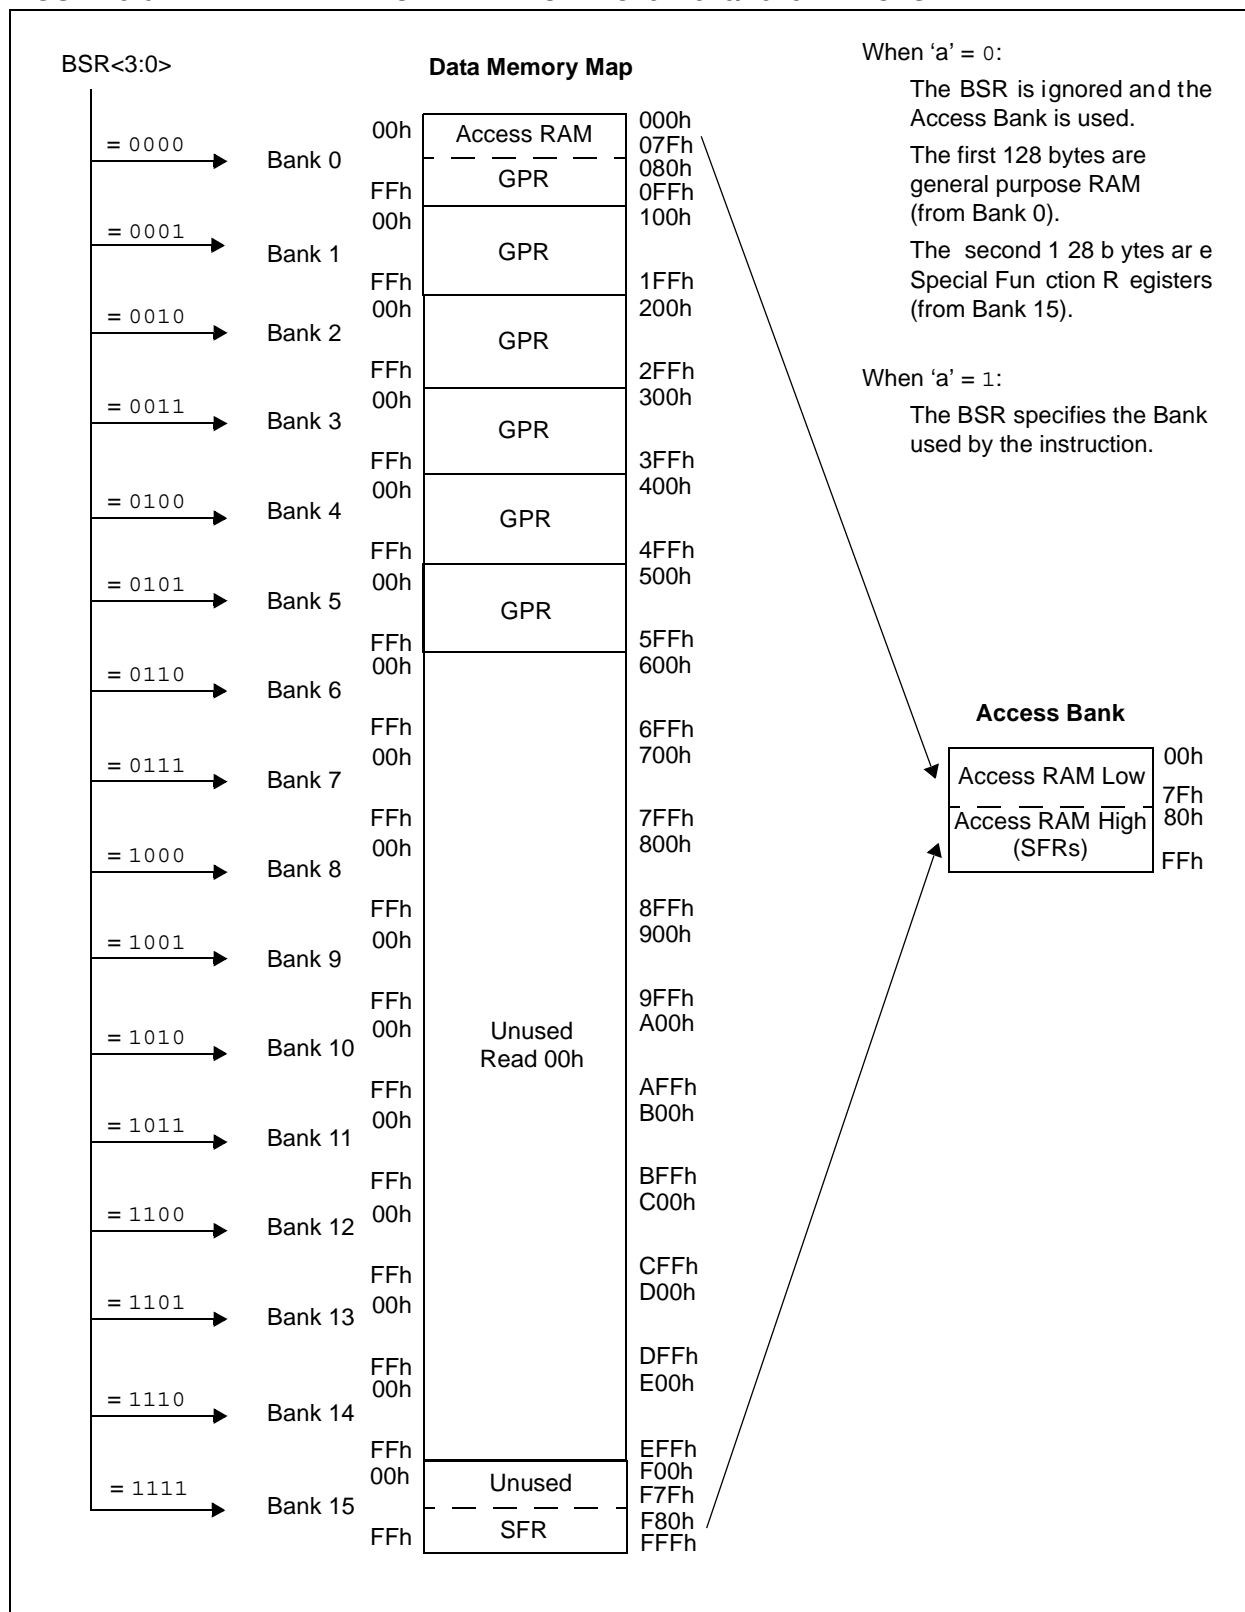 BSR<3:0>
Data Memory Map
= 0000
Bank 0
00h
Access RAM
000h
07Fh
GPR
080h
FFh
0FFh
= 0001
Bank 1
00h
GPR
100h
FFh
1FFh
= 0010
Bank 2
00h
GPR
200h
FFh
2FFh
= 0011
Bank 3
00h
GPR
300h
FFh
3FFh
= 0100
Bank 4
00h
GPR
400h
FFh
4FFh
= 0101
Bank 5
00h
GPR
500h
FFh
5FFh
= 0110
Bank 6
00h
600h
FFh
6FFh
= 0111
Bank 7
00h
700h
FFh
7FFh
= 1000
Bank 8
00h
800h
FFh
8FFh
= 1001
Bank 9
00h
900h
FFh
9FFh
= 1010
Bank 10
00h
Unused
Read 00h
A00h
FFh
AFFh
= 1011
Bank 11
00h
B00h
FFh
BFFh
= 1100
Bank 12
00h
C00h
FFh
CFFh
= 1101
Bank 13
00h
D00h
FFh
DFFh
= 1110
Bank 14
00h
E00h
FFh
EFFh
= 1111
Bank 15
00h
Unused
F00h
F7Fh
SFR
F80h
FFh
FFFh
When ‘a’ = 0:
The BSR is ignored and the
Access Bank is used.
The first 128 bytes are
general purpose RAM
(from Bank 0).
The second 1 28 b ytes ar e
Special Fun ction R egisters
(from Bank 15).
When ‘a’ = 1:
The BSR specifies the Bank
used by the instruction.
Access Bank
Access RAM Low
00h
7Fh
Access RAM High
(SFRs)
80h
FFh